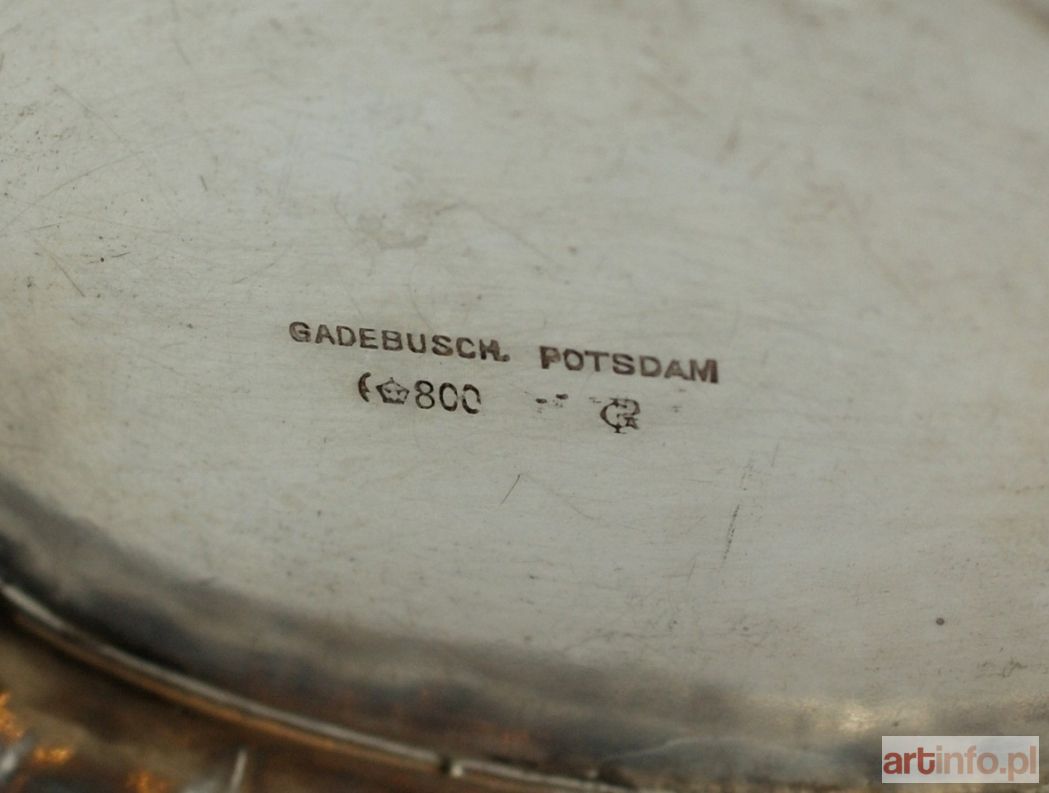 GADEBUSCH. POTSDAM
800
artinfo.pl